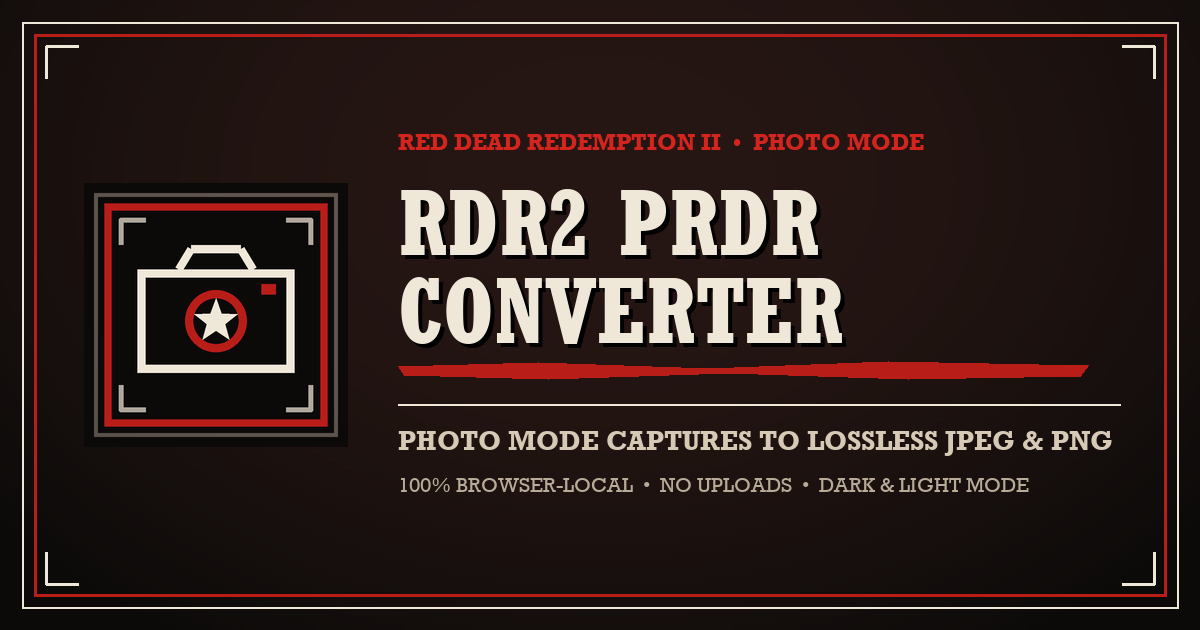 RED DEAD REDEMPTION II • PHOTO MODE
RDR2 PRDR
CONVERTER
PHOTO MODE CAPTURES TO LOSSLESS JPEG & PNG
100% BROWSER-LOCAL • NO UPLOADS • DARK & LIGHT MODE